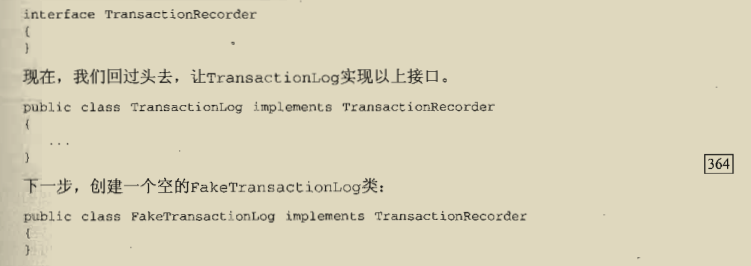 interface TransactionRecorder
{
}
现在，我们回过头去，让TransactionLog实现以上接口。
public class TransactionLog implements TransactionRecorder
{
...
}
364
下一步，创建一个空的FakeTransactionLog类：
public class FakeTransactionLog implements TransactionRecorder
{
}